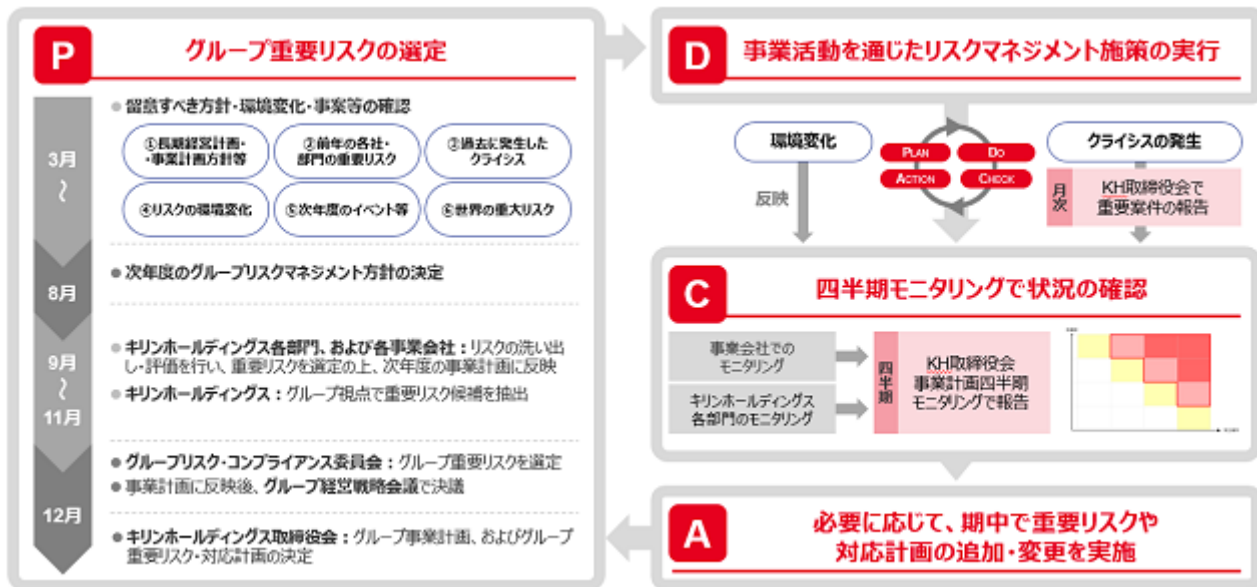 P
グループ重要リスクの選定
3月
～
8月
9月
～
11月
12月
●留意すべき方針・環境変化・事案等の確認
①長期経営計画・
・事業計画方針等
②前年の各社・
部門の重要リスク
③過去に発生した
クライシス
④リスクの環境変化
⑤次年度のイベント等
⑥世界の重大リスク
●次年度のグループリスクマネジメント方針の決定
●キリンホールディングス各部門、および各事業会社：リスクの洗い出
し・評価を行い、重要リスクを選定の上、次年度の事業計画に反映
●キリンホールディングス：グループ視点で重要リスク候補を抽出
●グループリスク・コンプライアンス委員会：グループ重要リスクを選定
●事業計画に反映後、グループ経営戦略会議で決議
●キリンホールディングス取締役会：グループ事業計画、およびグループ
重要リスク・対応計画の決定
D
事業活動を通じたリスクマネジメント施策の実行
環境変化
反映
PLAN
DO
ACTION
CHECK
クライシスの発生
月次
KH取締役会で
重要案件の報告
C
四半期モニタリングで状況の確認
事業会社での
モニタリング
キリンホールディングス
各部門のモニタリング
四半期
KH取締役会
事業計画四半期
モニタリングで報告
A
必要に応じて、期中で重要リスクや
対応計画の追加・変更を実施